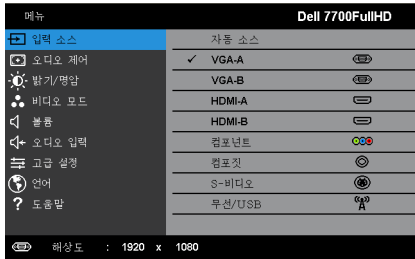 메뉴 Dell 7700FullHD
입력 소스 자동 소스
오디오 제어 ✓ VGA-A
밝기/명암 VGA-B
비디오 모드 HDMI-A
볼륨 HDMI-B
오디오 입력 컴포넌트
고급 설정 컴포짓
언어 S-비디오
? 도움말 무선/USB
해상도 : 1920 x 1080